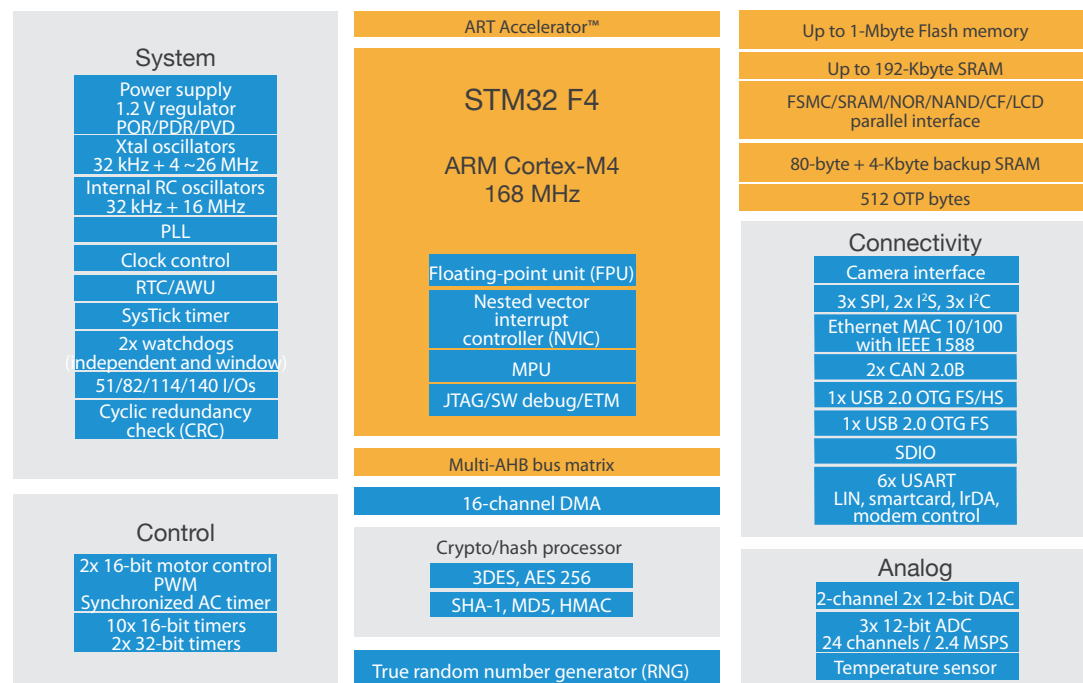 System
Power supply
1.2 V regulator
POR/PDR/PVD
Xtal oscillators
32 kHz + 4 ~26 MHz
Internal RC oscillators
32 kHz + 16 MHz
PLL
Clock control
RTC/AWU
SysTick timer
2x watchdogs
(independent and window)
51/82/114/140 I/Os
Cyclic redundancy
check (CRC)
Control
2x 16-bit motor control
PWM
Synchronized AC timer
10x 16-bit timers
2x 32-bit timers
ART Accelerator™
STM32 F4
ARM Cortex-M4
168 MHz
Floating-point unit (FPU)
Nested vector
interrupt
controller (NVIC)
MPU
JTAG/SW debug/ETM
Multi-AHB bus matrix
16-channel DMA
Crypto/hash processor
3DES, AES 256
SHA-1, MD5, HMAC
True random number generator (RNG)
Up to 1-Mbyte Flash memory
Up to 192-Kbyte SRAM
FSMC/SRAM/NOR/NAND/CF/LCD
parallel interface
80-byte + 4-Kbyte backup SRAM
512 OTP bytes
Connectivity
Camera interface
3x SPI, 2x I²S, 3x I²C
Ethernet MAC 10/100
with IEEE 1588
2x CAN 2.0B
1x USB 2.0 OTG FS/HS
1x USB 2.0 OTG FS
SDIO
6x USART
LIN, smartcard, IrDA,
modem control
Analog
2-channel 2x 12-bit DAC
3x 12-bit ADC
24 channels / 2.4 MSPS
Temperature sensor